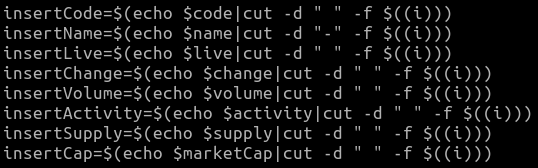 insertCode=$(echo $code|cut -d " " -f $((i)))
insertName=$(echo $name|cut -d "-" -f $((i)))
insertLive=$(echo $live|cut -d " " -f $((i)))
insertChange=$(echo $change|cut -d " " -f $((i)))
insertVolume=$(echo $volume|cut -d " " -f $((i)))
insertActivity=$(echo $activity|cut -d " " -f $((i)))
insertSupply=$(echo $supply|cut -d " " -f $((i)))
insertCap=$(echo $marketCap|cut -d " " -f $((i)))